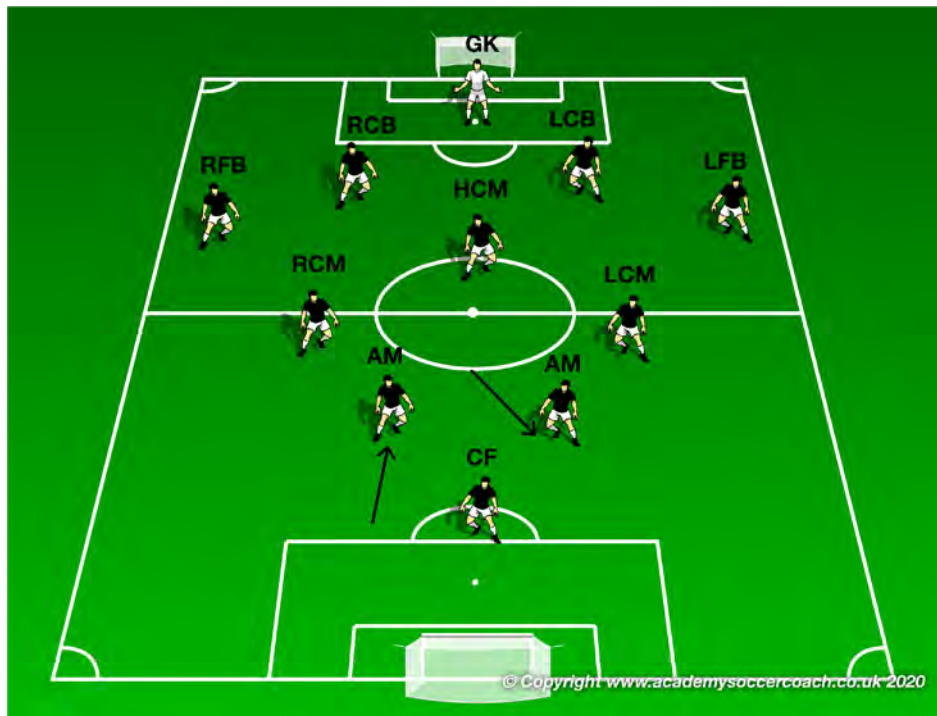 GK
RCB
LCB
RFB
LFB
HCM
RCM
LCM
AM
AM
CF
© Copyright www.academysoccercoach.co.uk 2020